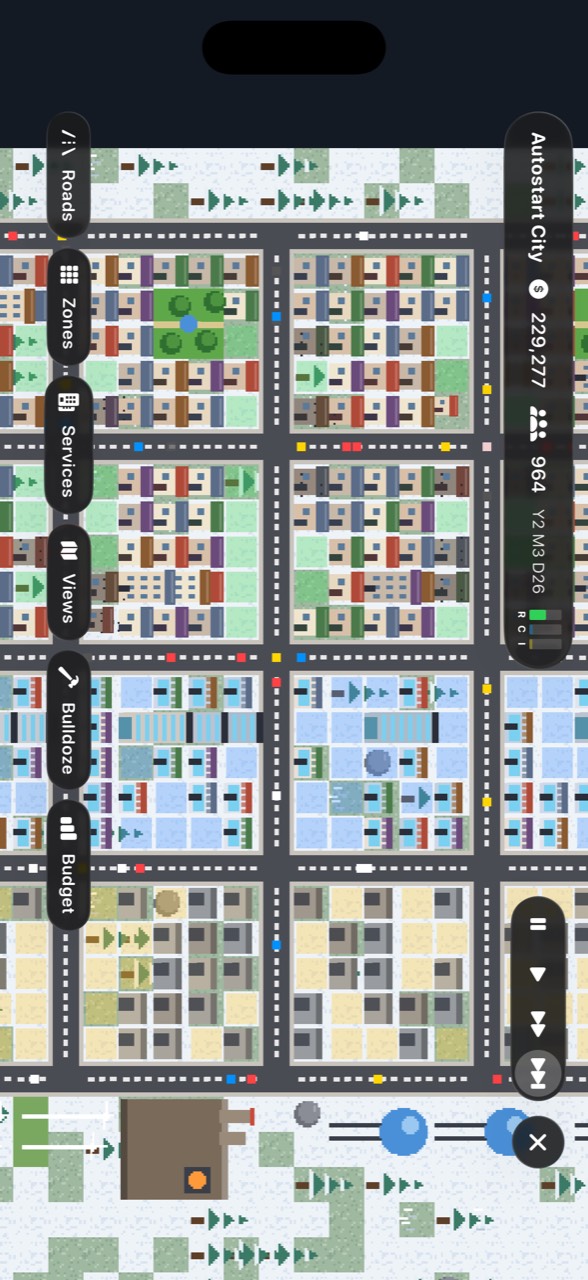 Autostart City $ 229,277 964 Y2 M3 D26 R C I
Roads
Zones
Services
Views
Bulldoze
Budget